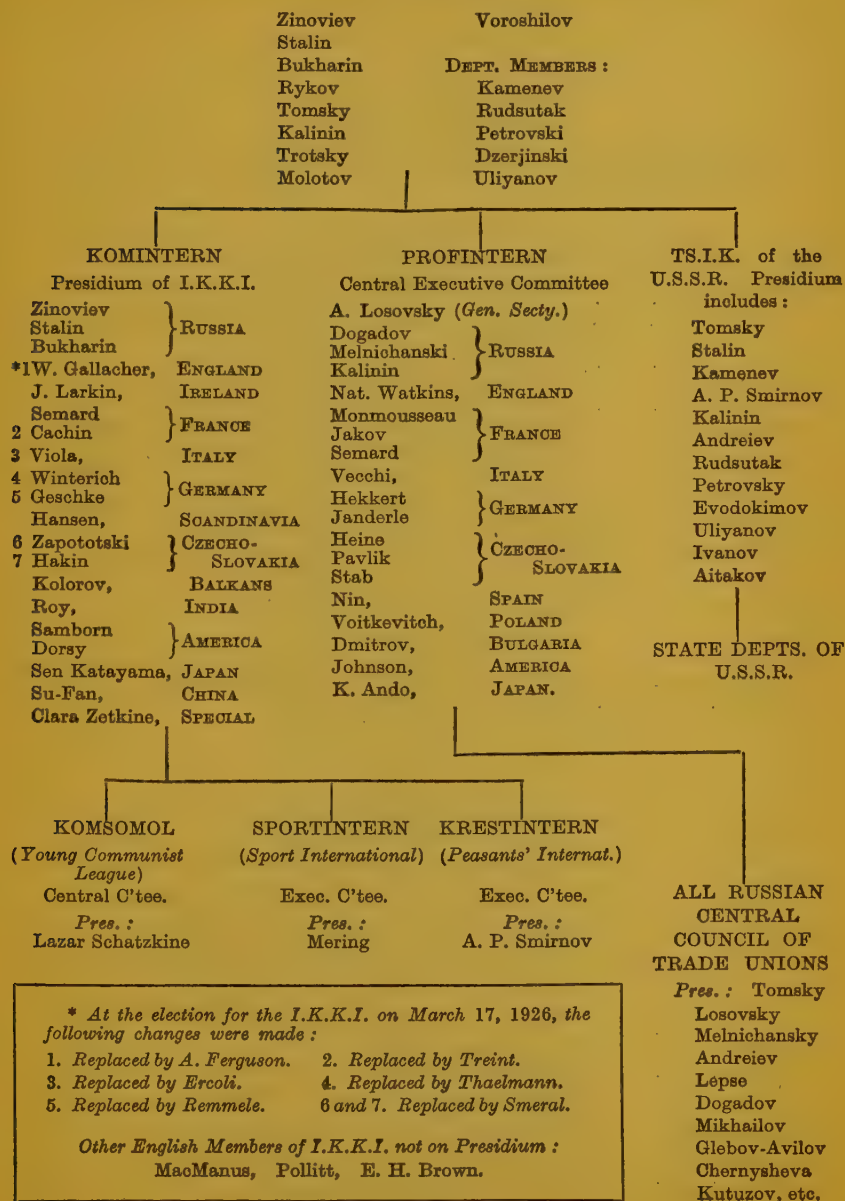 Zinoviev
Stalin
Bukharin
Rykov
Tomsky
Kalinin
Trotsky
Molotov
Voroshilov
DEPT. MEMBERS :
Kamenev
Rudsutak
Petrovski
Dzerjinski
Uliyanov
KOMINTERN
Presidium of I.K.K.I.
Zinoviev
Stalin } RUSSIA
Bukharin
*1W. Gallacher, ENGLAND
J. Larkin, IRELAND
Semard } FRANCE
2 Cachin
3 Viola, ITALY
4 Winterich } GERMANY
5 Geschke
Hansen, SCANDINAVIA
6 Zapototski } CZECHO-
7 Hakin SLOVAKIA
Kolorov, BALKANS
Roy, INDIA
Samborn } AMERICA
Dorsy
Sen Katayama, JAPAN
Su-Fan, CHINA
Clara Zetkine, SPECIAL
PROFINTERN
Central Executive Committee
A. Losovsky (Gen. Secty.)
Dogadov
Melnichanski } RUSSIA
Kalinin
Nat. Watkins, ENGLAND
Monmousseau
Jakov } FRANCE
Semard
Vecchi, ITALY
Hekkert } GERMANY
Janderle
Heine
Pavlik } CZECHO-
Stab SLOVAKIA
Nin, SPAIN
Voitkevitch, POLAND
Dmitrov, BULGARIA
Johnson, AMERICA
K. Ando, JAPAN.
TS.I.K. of the
U.S.S.R. Presidium
includes :
Tomsky
Stalin
Kamenev
A. P. Smirnov
Kalinin
Andreiev
Rudsutak
Petrovsky
Evodokimov
Uliyanov
Ivanov
Aitakov
STATE DEPTS. OF
U.S.S.R.
KOMSOMOL
(Young Communist
League)
Central C'tee.
Pres. :
Lazar Schatzkine
SPORTINTERN
(Sport International)
Exec. C'tee.
Pres. :
Mering
KRESTINTERN
(Peasants' Internat.)
Exec. C'tee.
Pres. :
A. P. Smirnov
ALL RUSSIAN
CENTRAL
COUNCIL OF
TRADE UNIONS
Pres. : Tomsky
Losovsky
Melnichansky
Andreiev
Lepse
Dogadov
Mikhailov
Glebov-Avilov
Chernysheva
Kutuzov, etc.
* At the election for the I.K.K.I. on March 17, 1926, the
following changes were made :
1. Replaced by A. Ferguson. 2. Replaced by Treint.
3. Replaced by Ercoli. 4. Replaced by Thaelmann.
5. Replaced by Remmele. 6 and 7. Replaced by Smeral.
Other English Members of I.K.K.I. not on Presidium :
MacManus, Pollitt, E. H. Brown.